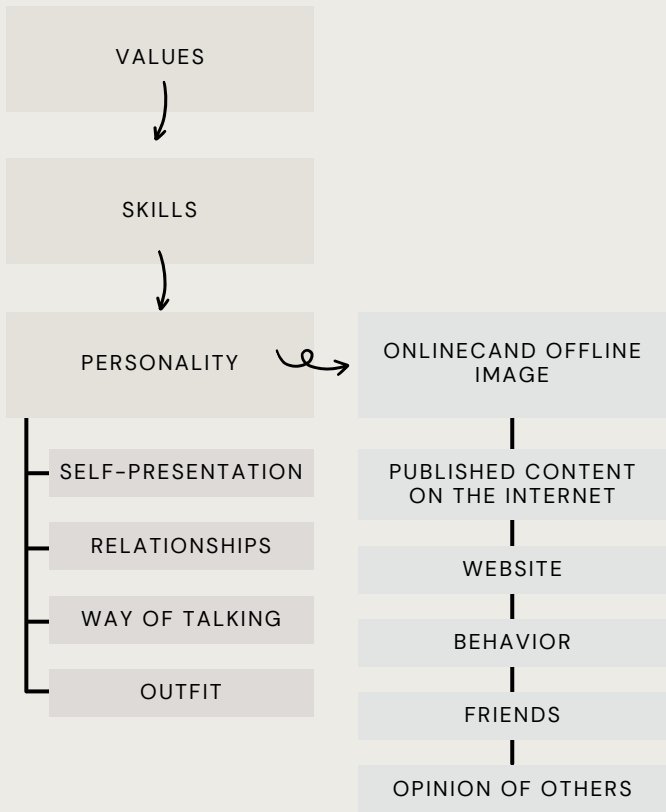 VALUES
SKILLS
PERSONALITY
SELF-PRESENTATION
RELATIONSHIPS
WAY OF TALKING
OUTFIT
ONLINECAND OFFLINE
IMAGE
PUBLISHED CONTENT
ON THE INTERNET
WEBSITE
BEHAVIOR
FRIENDS
OPINION OF OTHERS